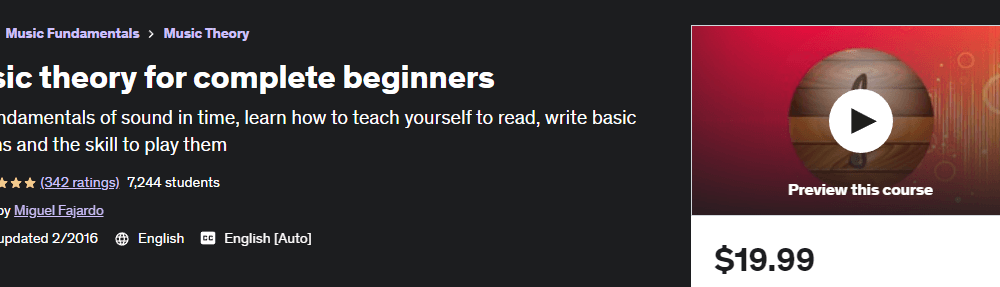 Music Fundamentals > Music Theory
sic theory for complete beginners
ndamentals of sound in time, learn how to teach yourself to read, write basic
ns and the skill to play them
(342 ratings) 7,244 students
by Miguel Fajardo
updated 2/2016 English CC English [Auto]
Preview this course
$19.99